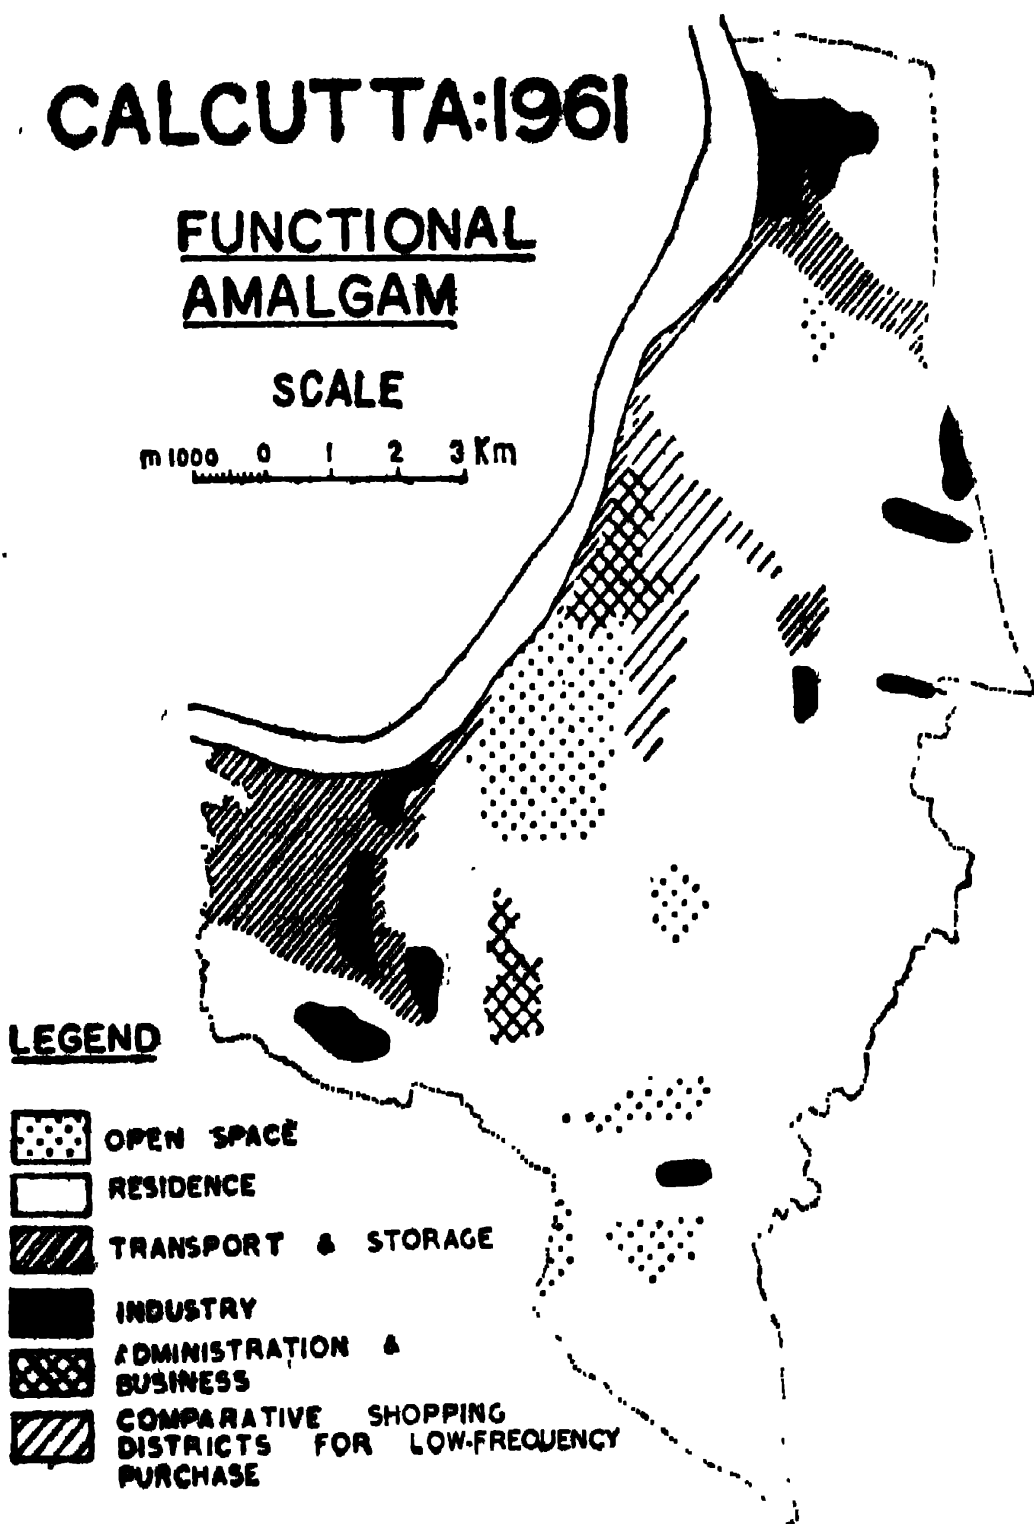 CALCUTTA:1961
FUNCTIONAL
AMALGAM
SCALE
m 1000 0 1 2 3 Km
LEGEND
OPEN SPACE
RESIDENCE
TRANSPORT & STORAGE
INDUSTRY
ADMINISTRATION &
BUSINESS
COMPARATIVE SHOPPING
DISTRICTS FOR LOW-FREQUENCY
PURCHASE